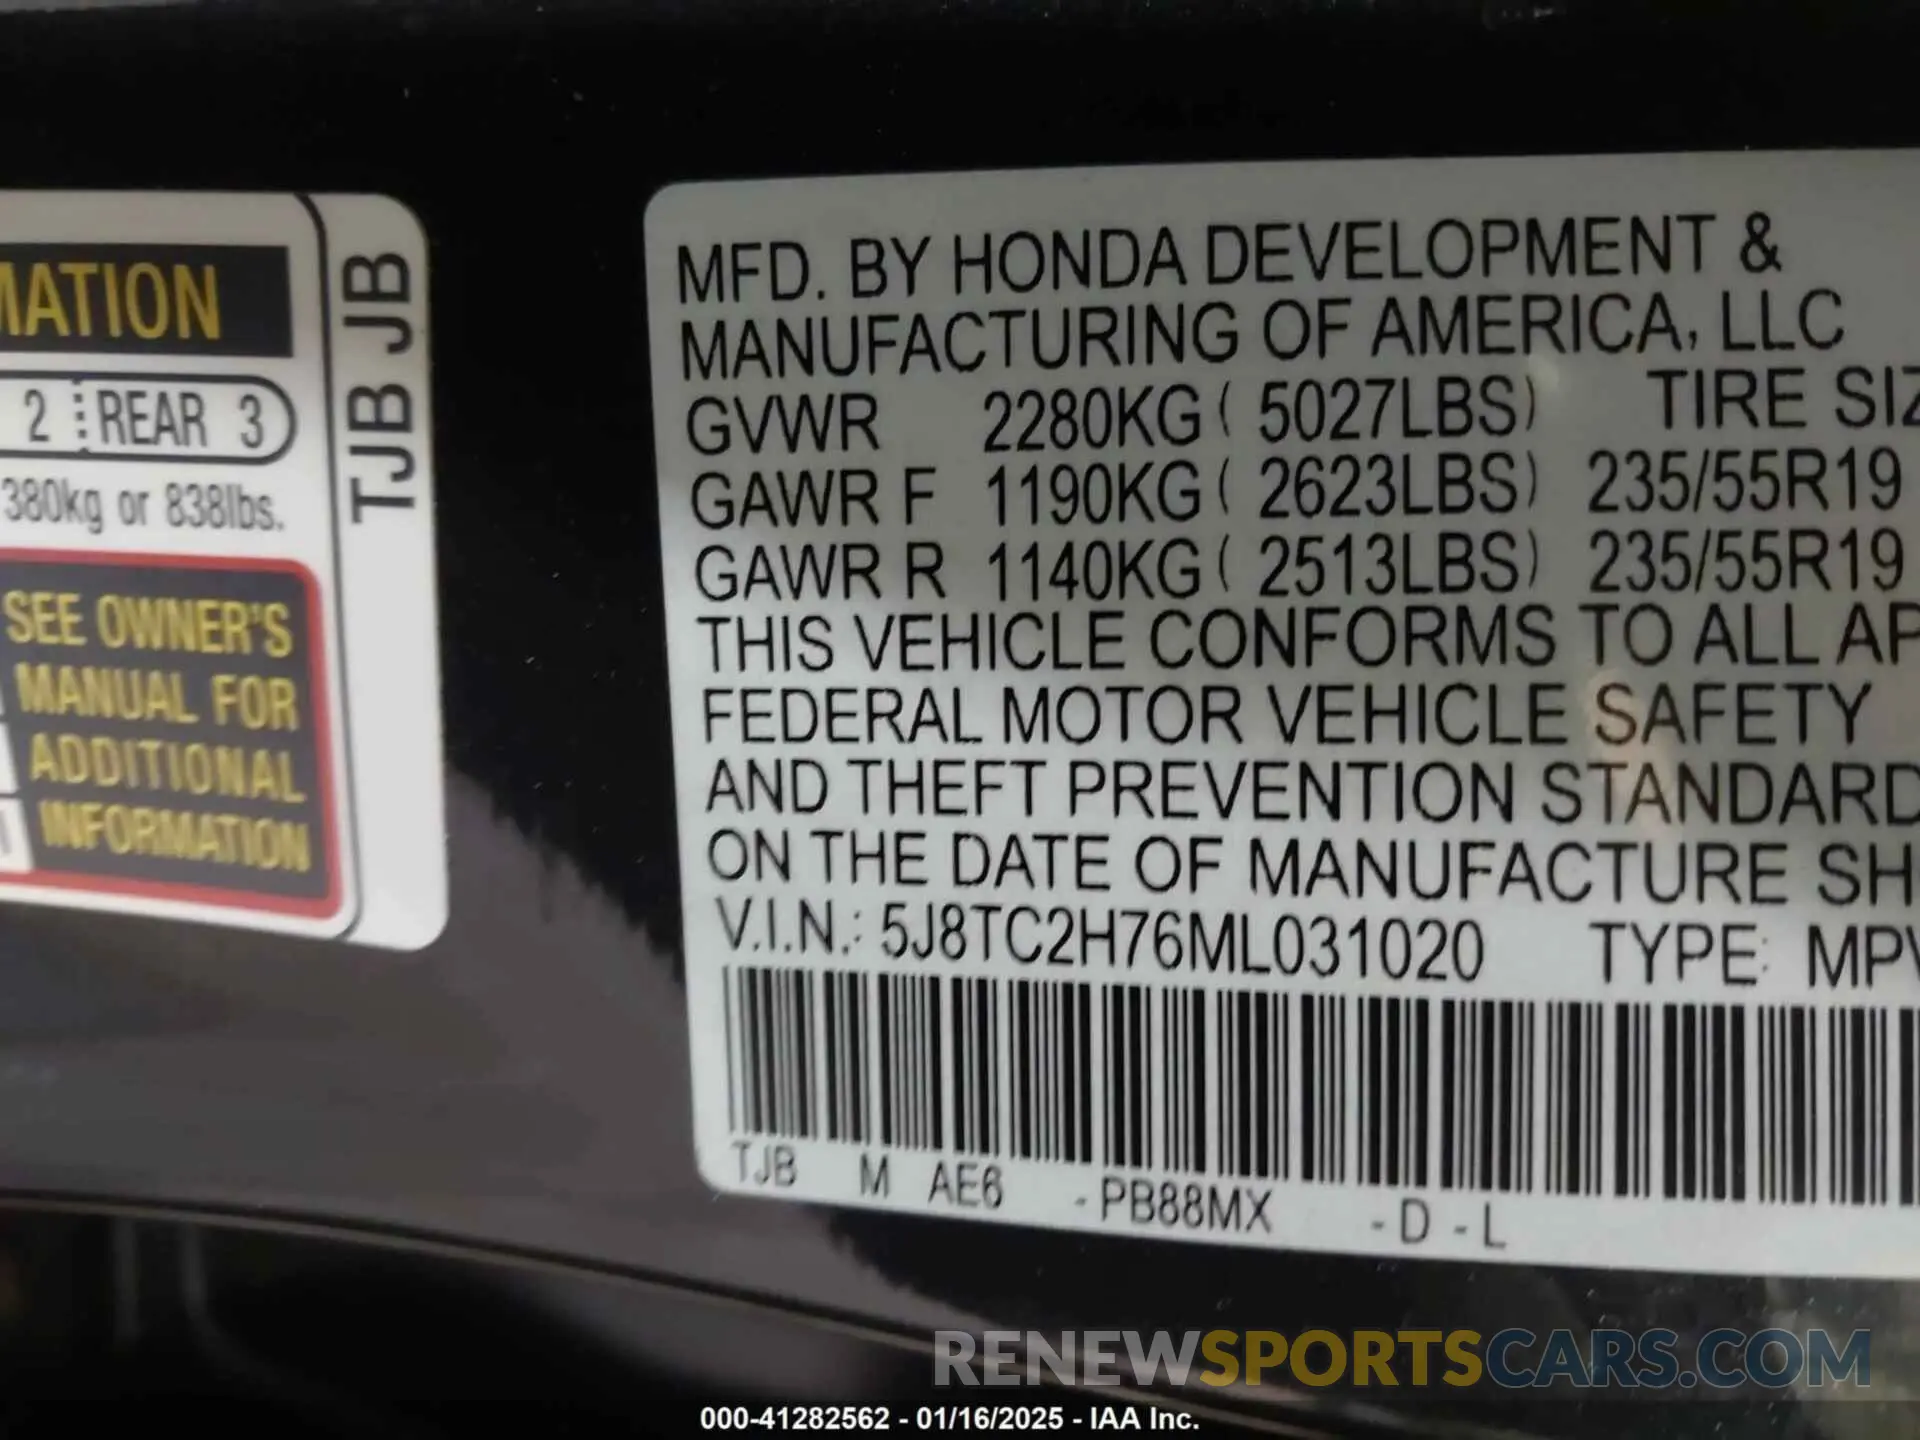 MATION
2 REAR 3
380kg or 838lbs.
SEE OWNER'S
MANUAL FOR
ADDITIONAL
INFORMATION
TJB JB
MFD. BY HONDA DEVELOPMENT &
MANUFACTURING OF AMERICA, LLC
GVWR 2280KG ( 5027LBS) TIRE SIZ
GAWR F 1190KG ( 2623LBS) 235/55R19
GAWR R 1140KG ( 2513LBS) 235/55R19
THIS VEHICLE CONFORMS TO ALL AP
FEDERAL MOTOR VEHICLE SAFETY
AND THEFT PREVENTION STANDARD
ON THE DATE OF MANUFACTURE SH
V.I.N.: 5J8TC2H76ML031020 TYPE: MPV
TJB M AE6 -PB88MX -D -L
RENEWSPORTSCARS.COM
000-41282562 - 01/16/2025 - IAA Inc.